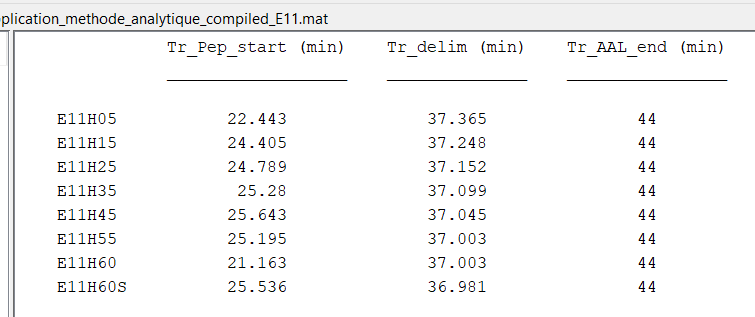 plication_methode_analytique_compiled_E11.mat
Tr_Pep_start (min) Tr_delim (min) Tr_AAL_end (min)
E11H05 22.443 37.365 44
E11H15 24.405 37.248 44
E11H25 24.789 37.152 44
E11H35 25.28 37.099 44
E11H45 25.643 37.045 44
E11H55 25.195 37.003 44
E11H60 21.163 37.003 44
E11H60S 25.536 36.981 44